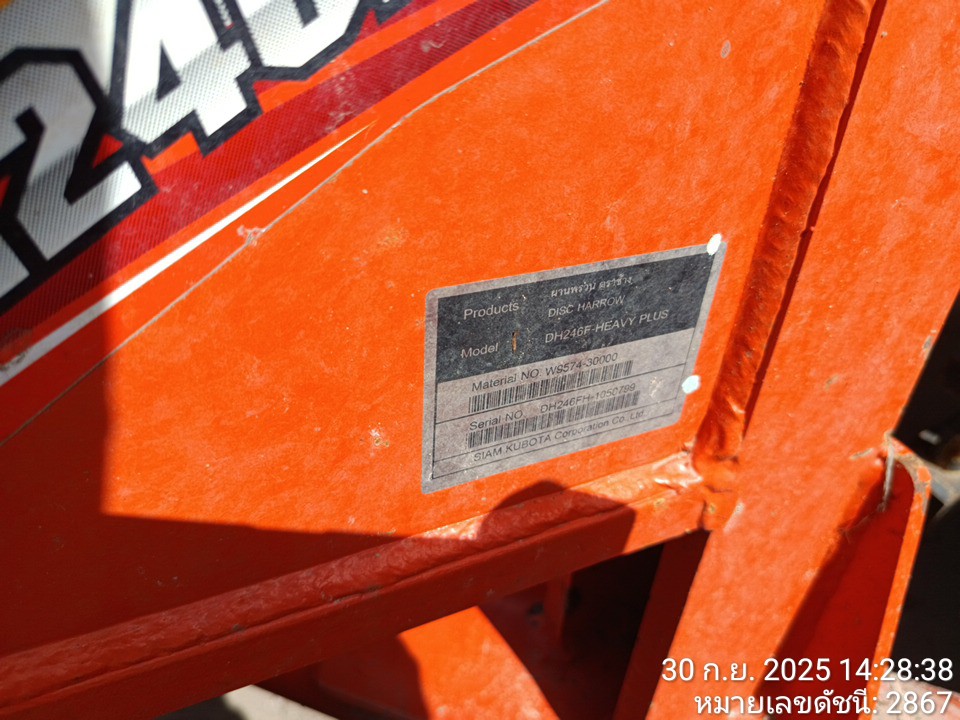 Products ผานพรวน ตราช้าง
DISC HARROW
Model DH246F-HEAVY PLUS
Material NO. W9574-30000
Serial NO. DH246FH-1050799
SIAM KUBOTA Corporation Co.,Ltd.
30 ก.ย. 2025 14:28:38
หมายเลขดัชนี: 2867